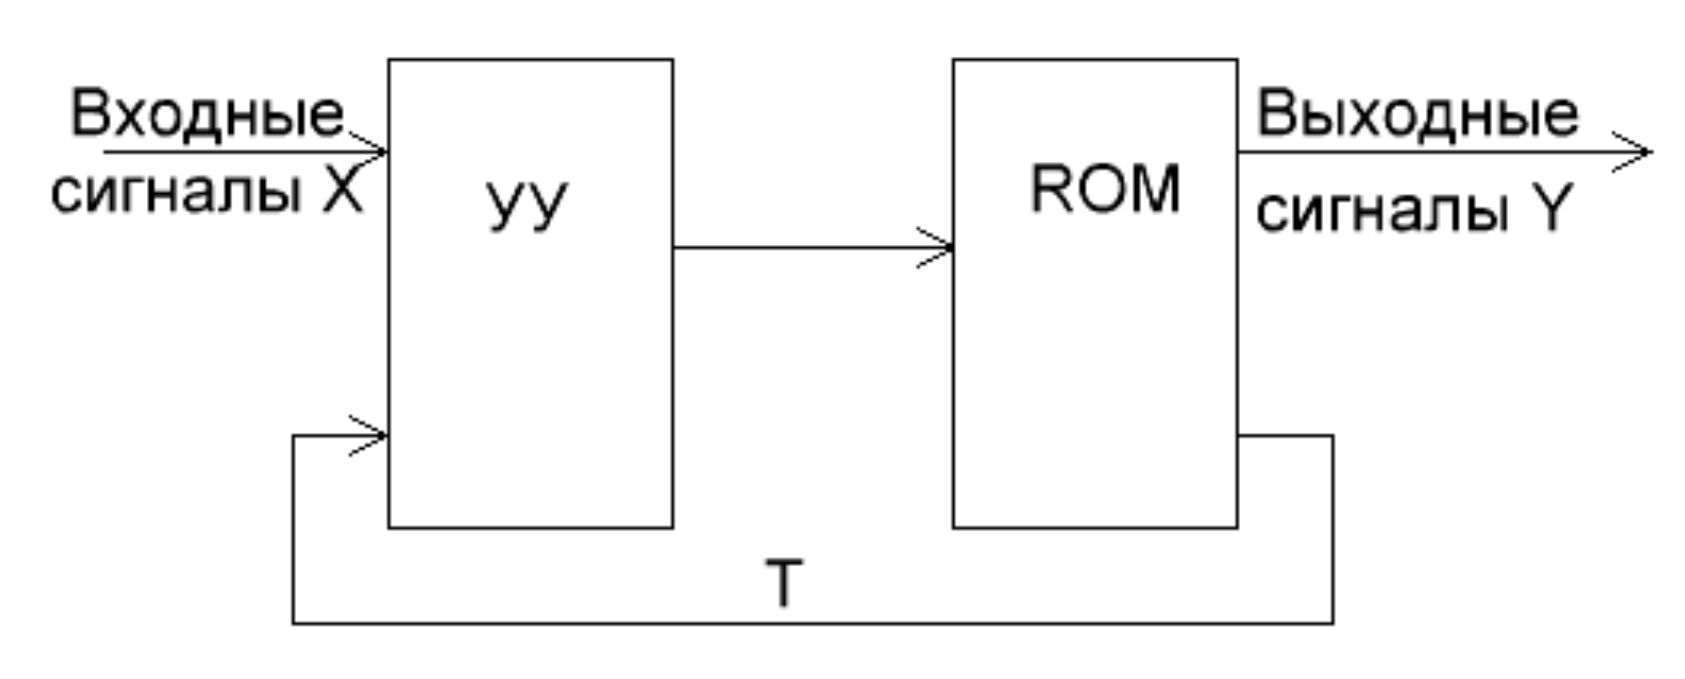 Входные
сигналы X
УУ
ROM
Выходные
сигналы Y
T